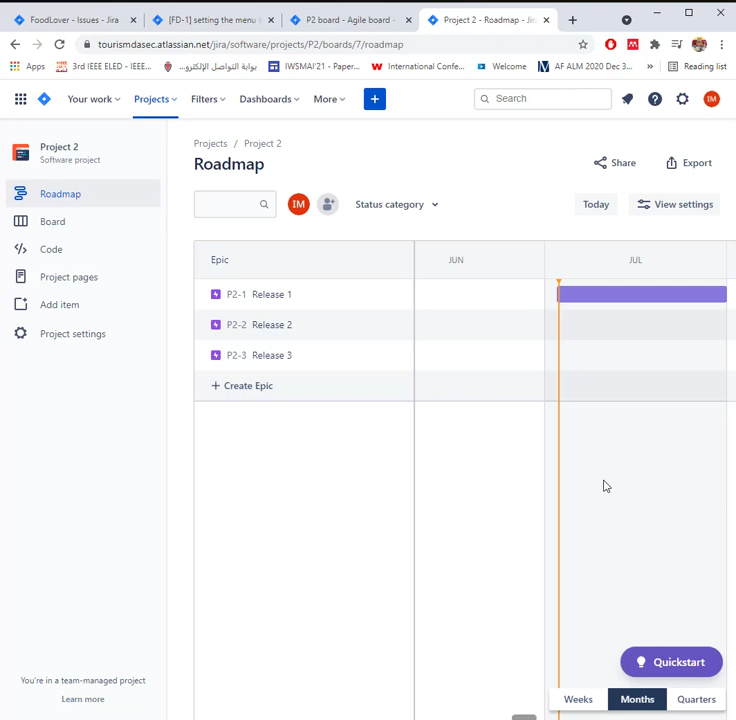 FoodLover - Issues - Jira
[FD-1] setting the menu
P2 board - Agile board -
Project 2 - Roadmap - Jira
tourismdasec.atlassian.net/jira/software/projects/P2/boards/7/roadmap
Apps
3rd IEEE ELED - IEEE...
بوابة التواصل الإلكترو...
IWSMAI'21 - Paper...
International Confe...
Welcome
AF ALM 2020 Dec 3...
»
Reading list
Your work
Projects
Filters
Dashboards
More
+
Search
IM
Project 2
Software project
Roadmap
Board
Code
Project pages
Add item
Project settings
Projects / Project 2
Roadmap
Share
Export
IM
Status category
Today
View settings
Epic
JUN
JUL
P2-1 Release 1
P2-2 Release 2
P2-3 Release 3
+ Create Epic
Quickstart
Weeks
Months
Quarters
You're in a team-managed project
Learn more